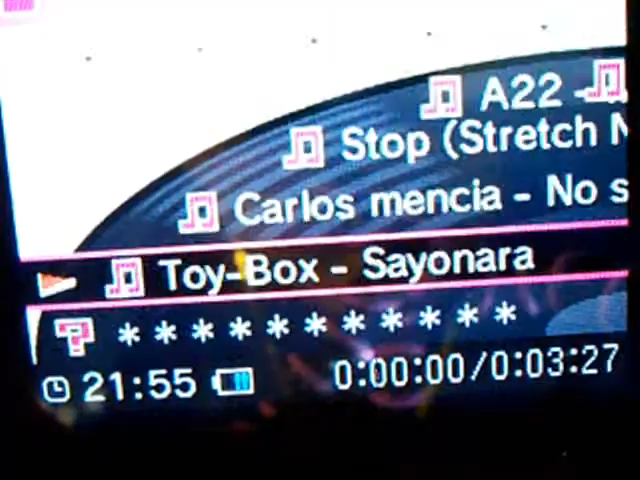 A22 -
Stop (Stretch
Carlos mencia - No s
Toy-Box - Sayonara
? * * * * * * * * * * *
21:55 0:00:00/0:03:27